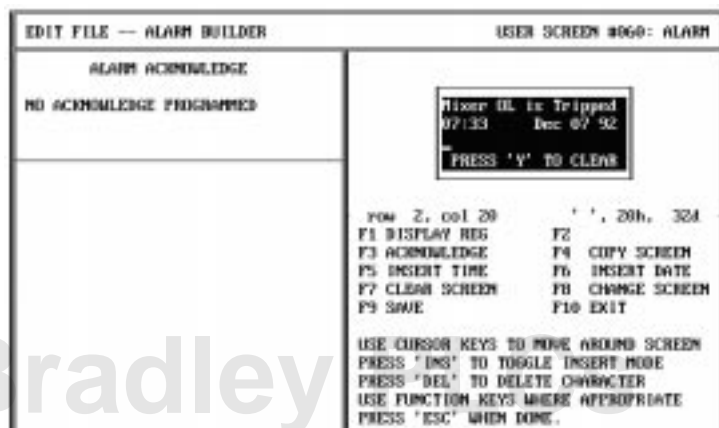 EDIT FILE -- ALARM BUILDER
USER SCREEN #060: ALARM
ALARM ACKNOWLEDGE
NO ACKNOWLEDGE PROGRAMMED
Mixer OL is Tripped
07:33 Dec 07 92
PRESS 'Y' TO CLEAR
row 2, col 20 ' ', 20h, 32d
F1 DISPLAY REG F2
F3 ACKNOWLEDGE F4 COPY SCREEN
F5 INSERT TIME F6 INSERT DATE
F7 CLEAR SCREEN F8 CHANGE SCREEN
F9 SAVE F10 EXIT
USE CURSOR KEYS TO MOVE AROUND SCREEN
PRESS 'INS' TO TOGGLE INSERT MODE
PRESS 'DEL' TO DELETE CHARACTER
USE FUNCTION KEYS WHERE APPROPRIATE
PRESS 'ESC' WHEN DONE.
Bradley